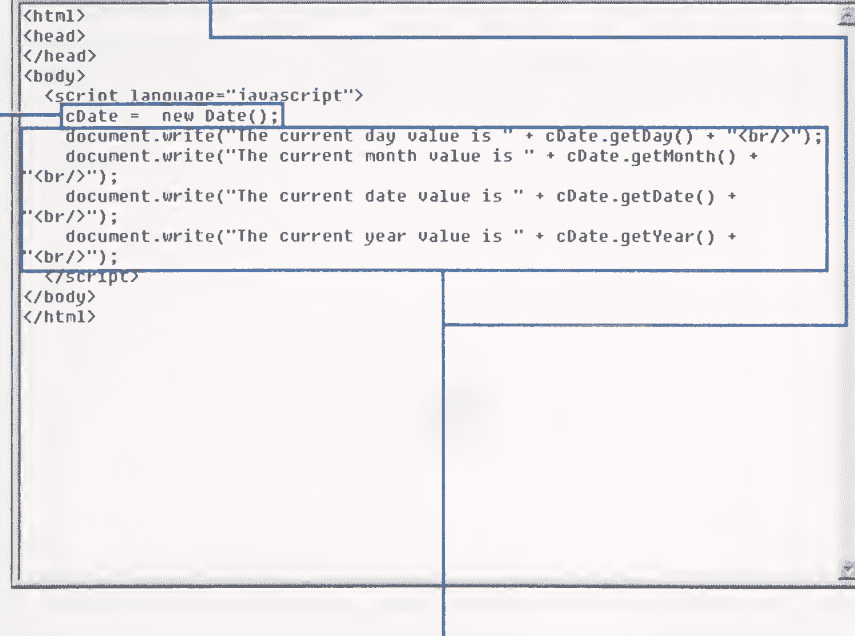 <html>
<head>
</head>
<body>
<script language="javascript">
cDate =  new Date();
document.write("The current day value is " + cDate.getDay() + "<br/>");
document.write("The current month value is " + cDate.getMonth() +
"<br/>");
document.write("The current date value is " + cDate.getDate() +
"<br/>");
document.write("The current year value is " + cDate.getYear() +
"<br/>");
</script>
</body>
</html>